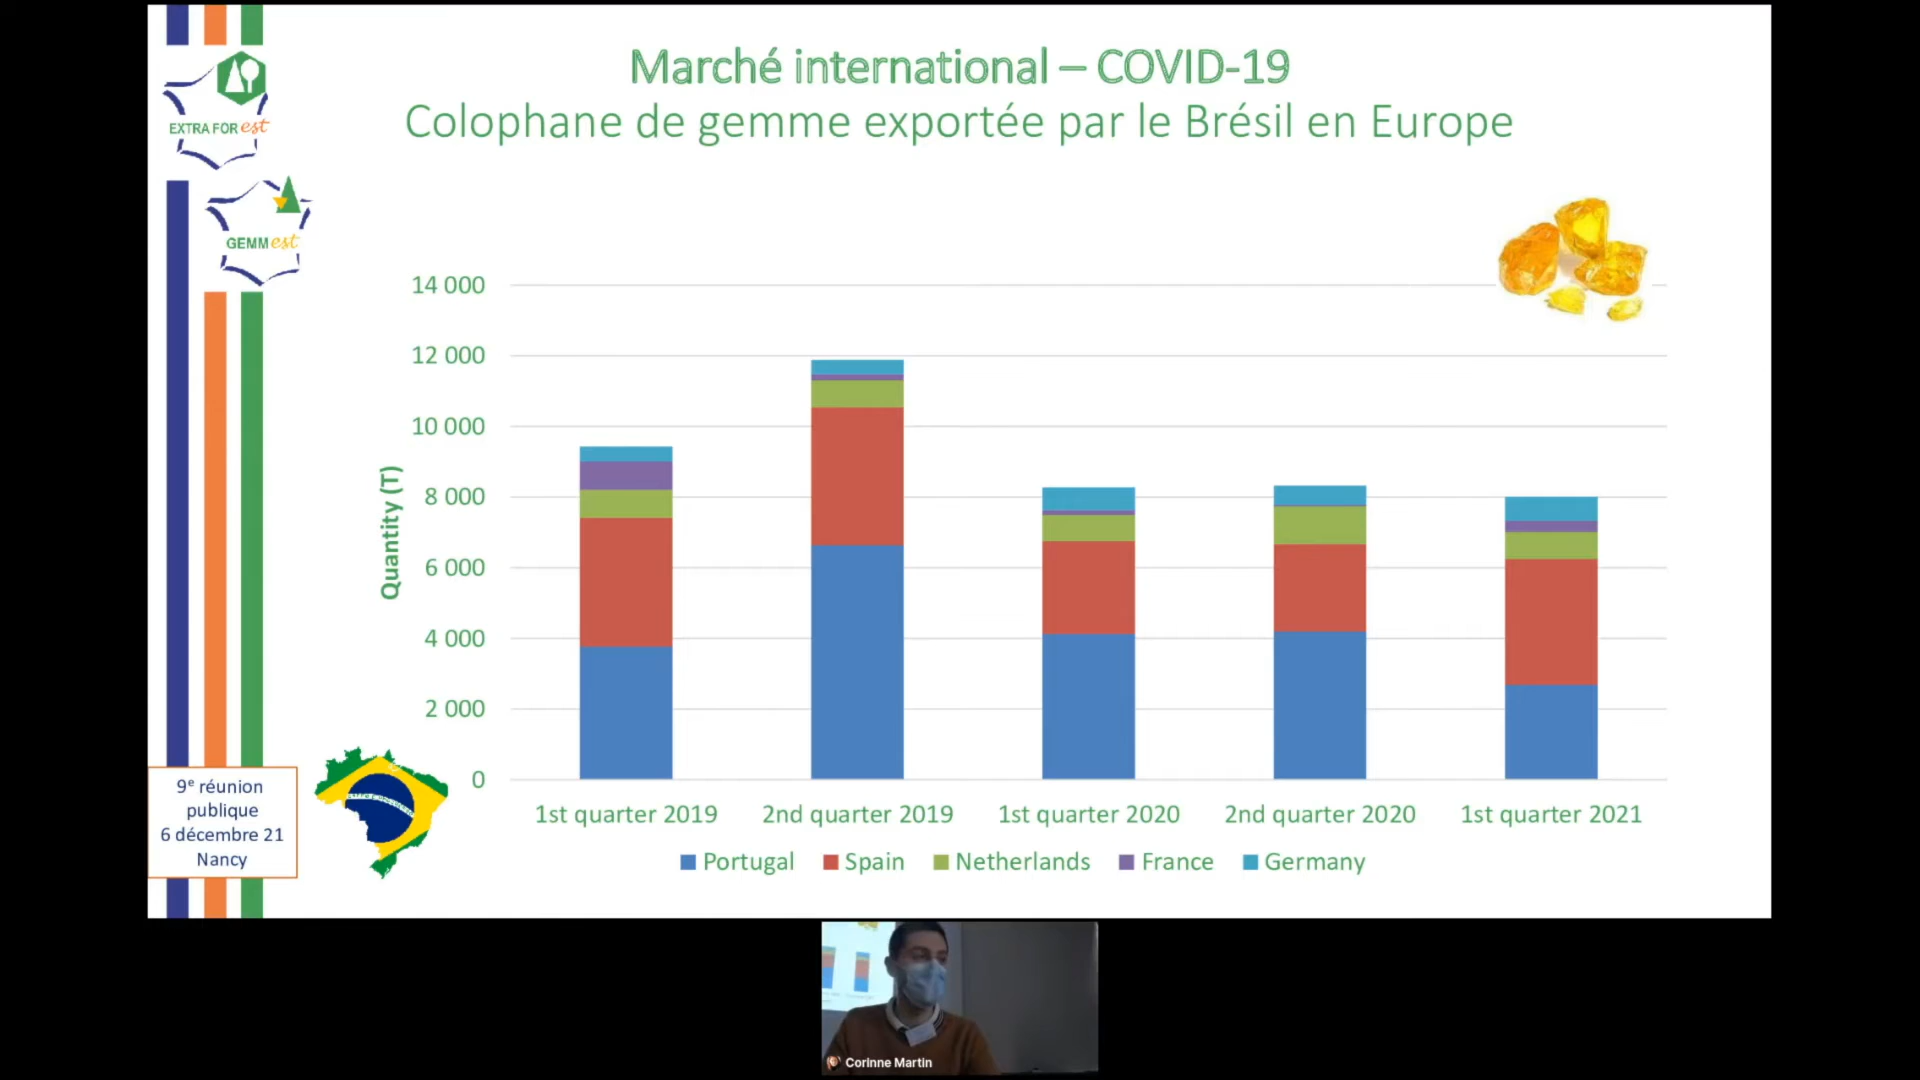 Marché international – COVID-19
Colophane de gemme exportée par le Brésil en Europe
EXTRA FOR est
GEMM est
14 000
12 000
10 000
8 000
6 000
4 000
2 000
0
Quantity (T)
1st quarter 2019
2nd quarter 2019
1st quarter 2020
2nd quarter 2020
1st quarter 2021
Portugal
Spain
Netherlands
France
Germany
9e réunion
publique
6 décembre 21
Nancy
Corinne Martin